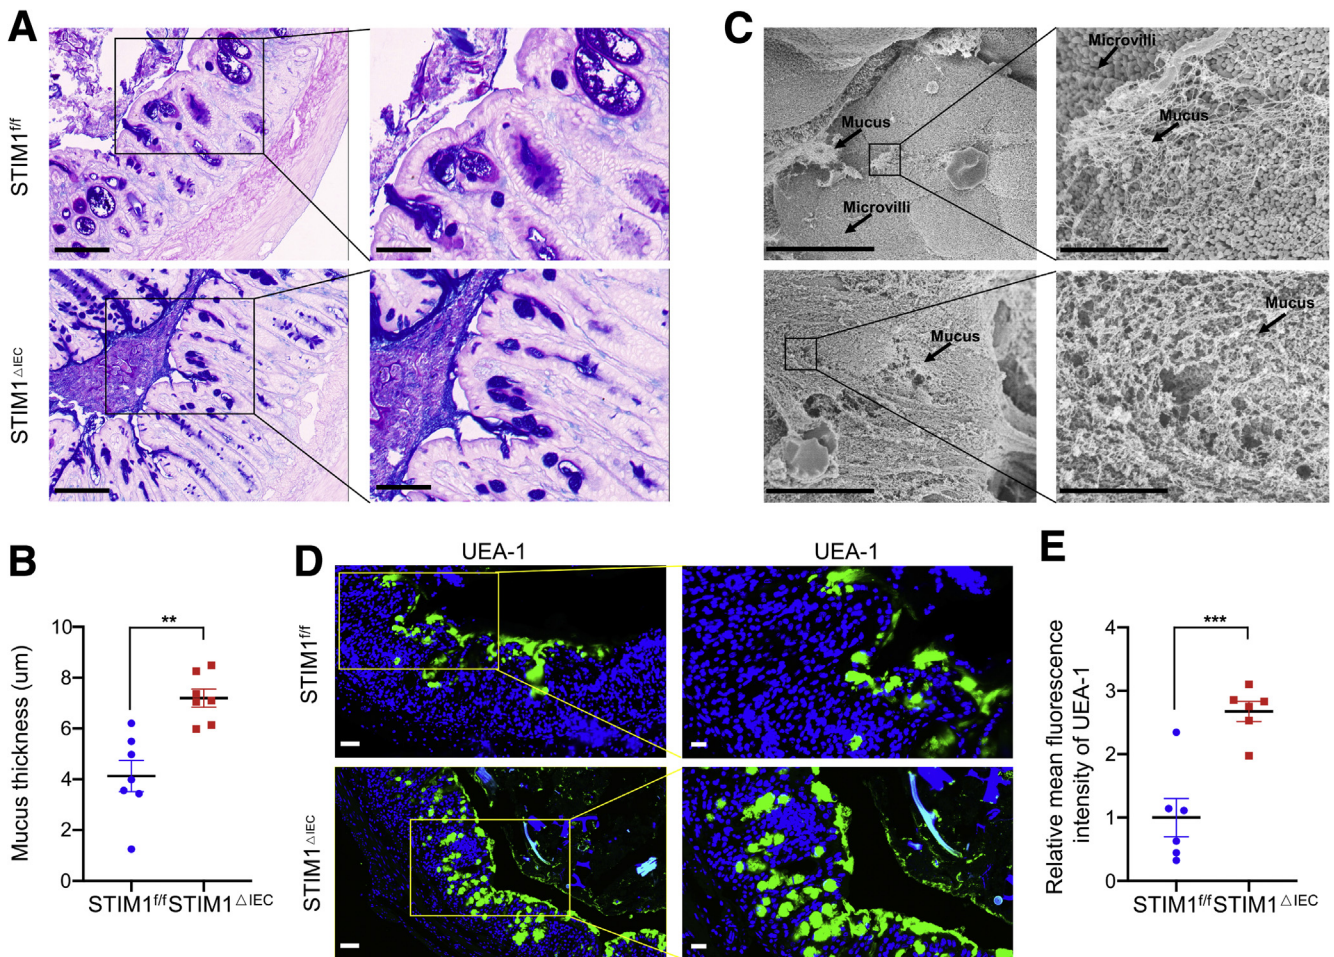 A
STIM1f/f
STIM1△IEC
C
Microvilli
Mucus
Mucus
Microvilli
Mucus
Mucus
B
Mucus thickness (um)
10
8
6
4
2
0
**
STIM1f/f STIM1△IEC
D
UEA-1
UEA-1
STIM1f/f
STIM1△IEC
E
Relative mean fluorescence
intensity of UEA-1
4
3
2
1
0
***
STIM1f/f STIM1△IEC